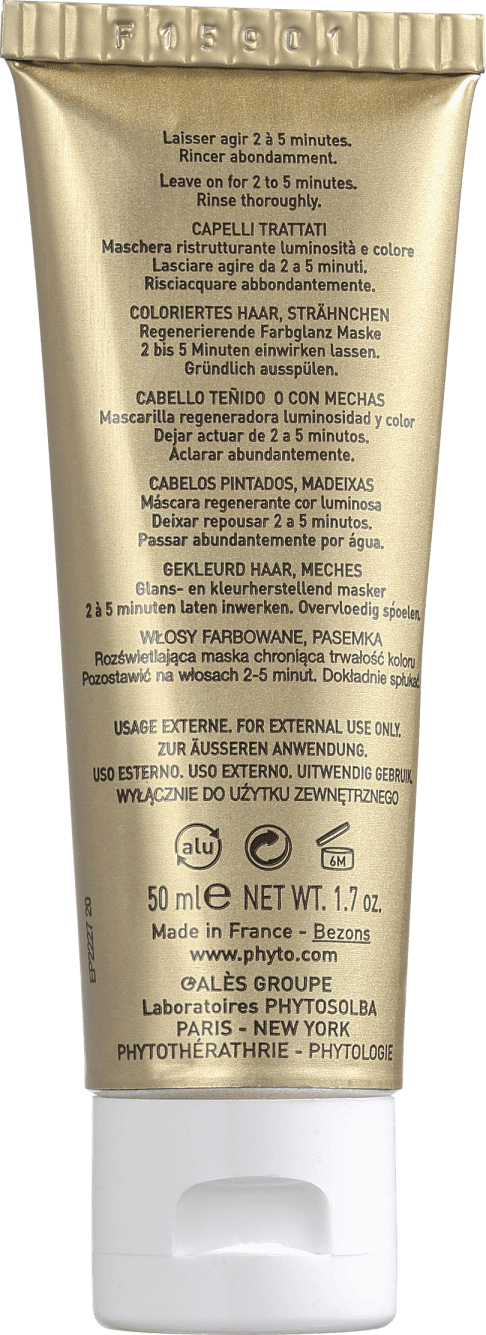 F15901
Laisser agir 2 à 5 minutes.
Rincer abondamment.
Leave on for 2 to 5 minutes.
Rinse thoroughly.
CAPELLI TRATTATI
Maschera ristrutturante luminosità e colore
Lasciare agire da 2 a 5 minuti.
Risciacquare abbondantemente.
COLORIERTES HAAR, STRÄHNCHEN
Regenerierende Farbglanz Maske
2 bis 5 Minuten einwirken lassen.
Gründlich ausspülen.
CABELLO TEÑIDO O CON MECHAS
Mascarilla regeneradora luminosidad y color
Dejar actuar de 2 a 5 minutos.
Aclarar abundantemente.
CABELOS PINTADOS, MADEIXAS
Máscara regenerante cor luminosa
Deixar repousar 2 a 5 minutos.
Passar abundantemente por água.
GEKLEURD HAAR, MECHES
Glans- en kleurherstellend masker
2 à 5 minuten laten inwerken. Overvloedig spoelen.
WŁOSY FARBOWANE, PASEMKA
Rozświetlająca maska chroniąca trwałość koloru
Pozostawić na włosach 2-5 minut. Dokładnie spłukać.
USAGE EXTERNE. FOR EXTERNAL USE ONLY.
ZUR ÄUSSEREN ANWENDUNG.
USO ESTERNO. USO EXTERNO. UITWENDIG GEBRUIK.
WYŁĄCZNIE DO UŻYTKU ZEWNĘTRZNEGO
alu
6M
50 ml e NET WT. 1.7 oz.
Made in France - Bezons
www.phyto.com
ALÈS GROUPE
Laboratoires PHYTOSOLBA
PARIS - NEW YORK
PHYTOTHÉRATHRIE - PHYTOLOGIE
EP2227 20